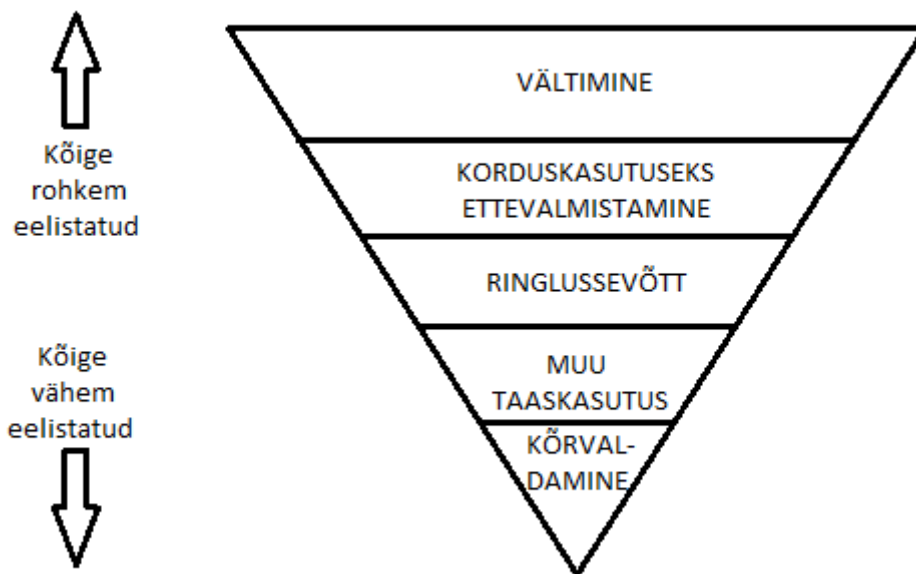 Kõige
rohkem
eelistatud
Kõige
vähem
eelistatud
VÄLTIMINE
KORDUSKASUTUSEKS
ETTEVALMISTAMINE
RINGLUSSEVÕTT
MUU
TAASKASUTUS
KÕRVAL-
DAMINE